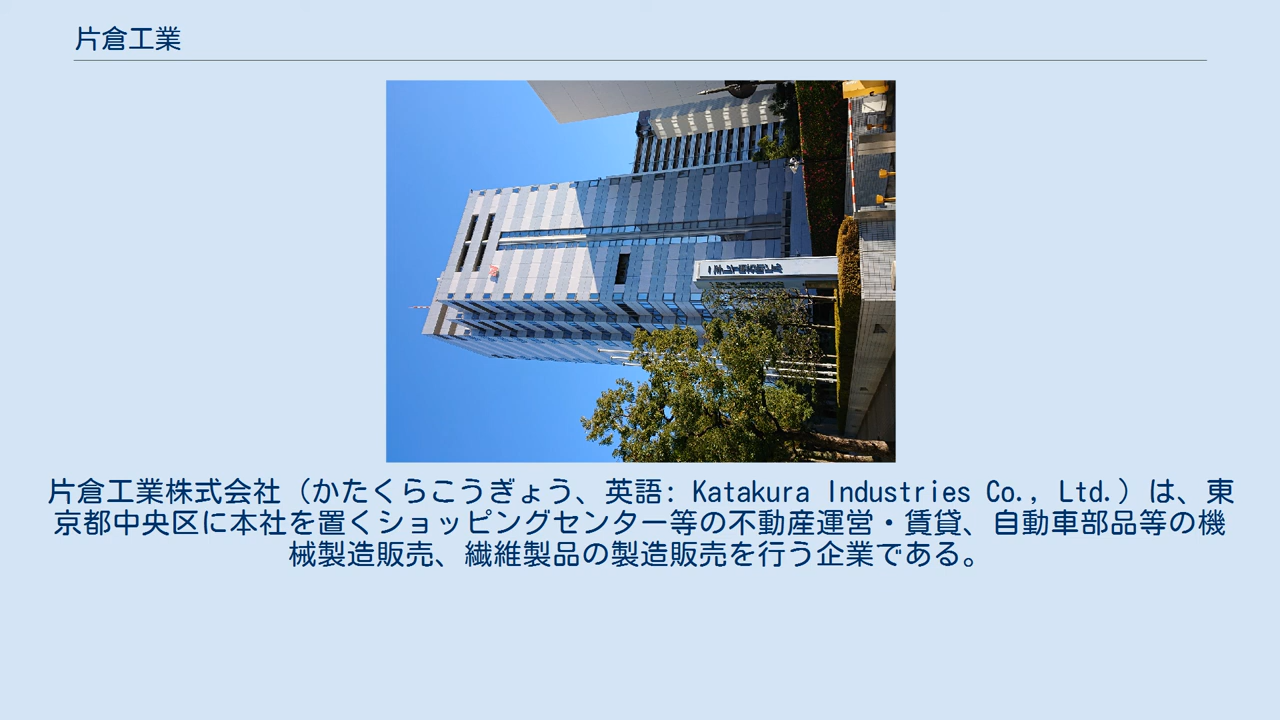 片倉工業
片倉工業株式会社（かたくらこうぎょう、英語: Katakura Industries Co., Ltd.）は、東
京都中央区に本社を置くショッピングセンター等の不動産運営・賃貸、自動車部品等の機
械製造販売、繊維製品の製造販売を行う企業である。